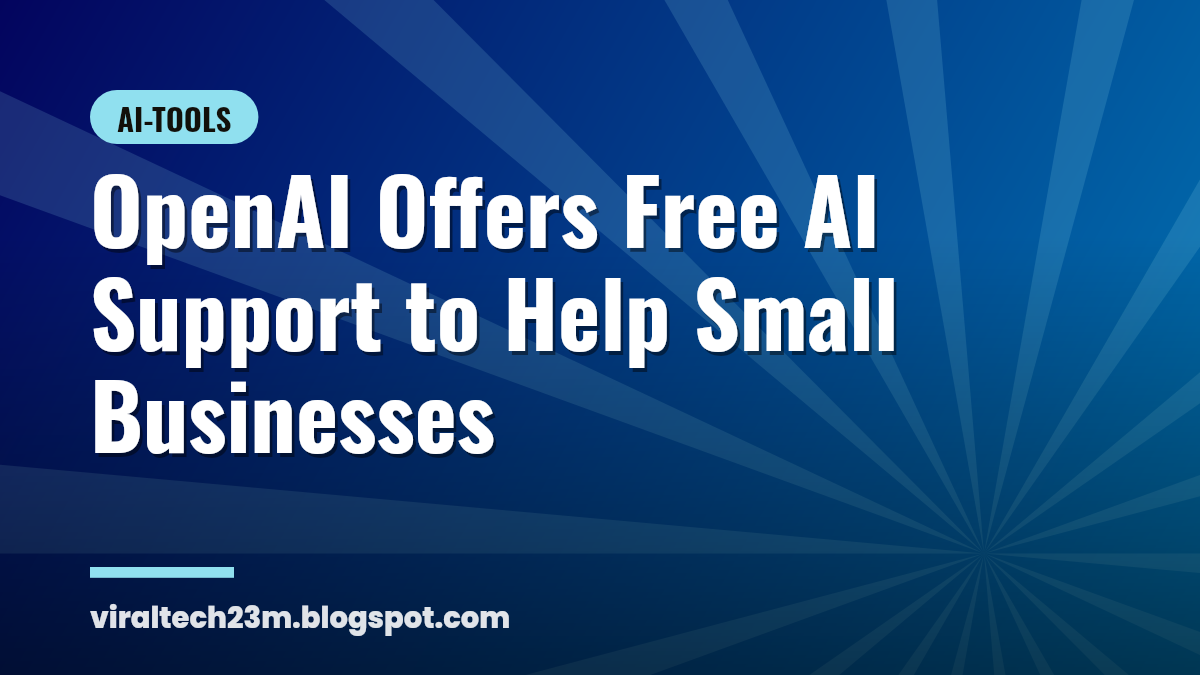 AI-TOOLS
OpenAI Offers Free AI
Support to Help Small
Businesses
viraltech23m.blogspot.com